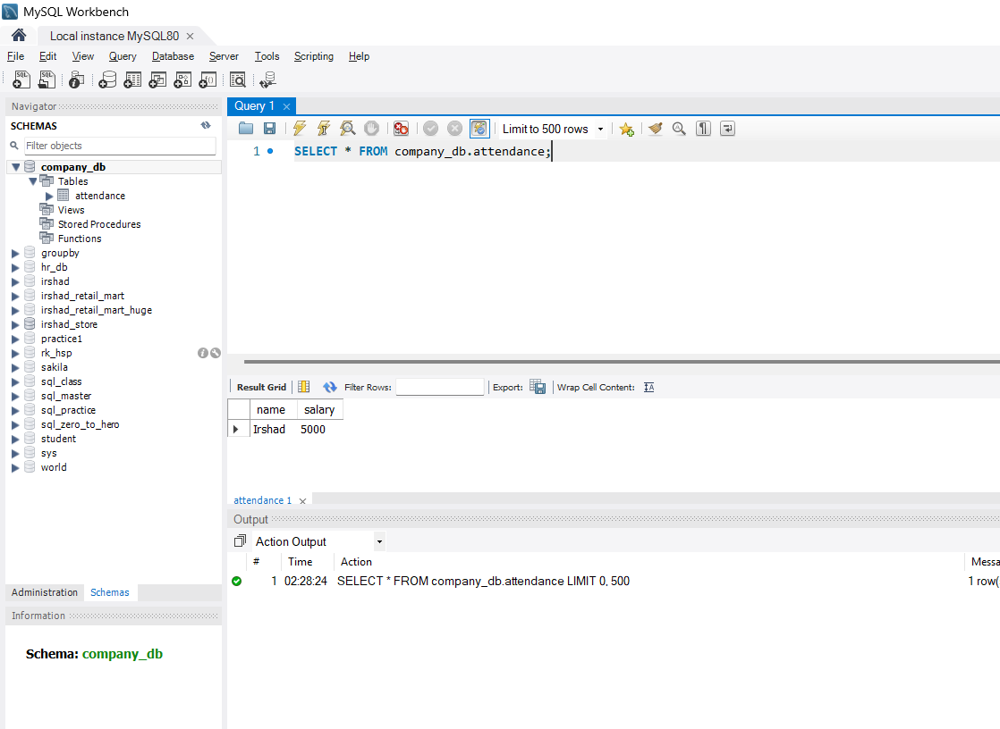 MySQL Workbench
Local instance MySQL80
File Edit View Query Database Server Tools Scripting Help
Navigator
SCHEMAS
Filter objects
company_db
Tables
attendance
Views
Stored Procedures
Functions
groupby
hr_db
irshad
irshad_retail_mart
irshad_retail_mart_huge
irshad_store
practice1
rk_hsp
sakila
sql_class
sql_master
sql_practice
sql_zero_to_hero
student
sys
world
Administration Schemas
Information
Schema: company_db
Query 1
Limit to 500 rows
1 SELECT * FROM company_db.attendance;
Result Grid Filter Rows: Export: Wrap Cell Content: IA
name salary
Irshad 5000
attendance 1
Output
Action Output
# Time Action Messa
1 02:28:24 SELECT * FROM company_db.attendance LIMIT 0, 500 1 row(